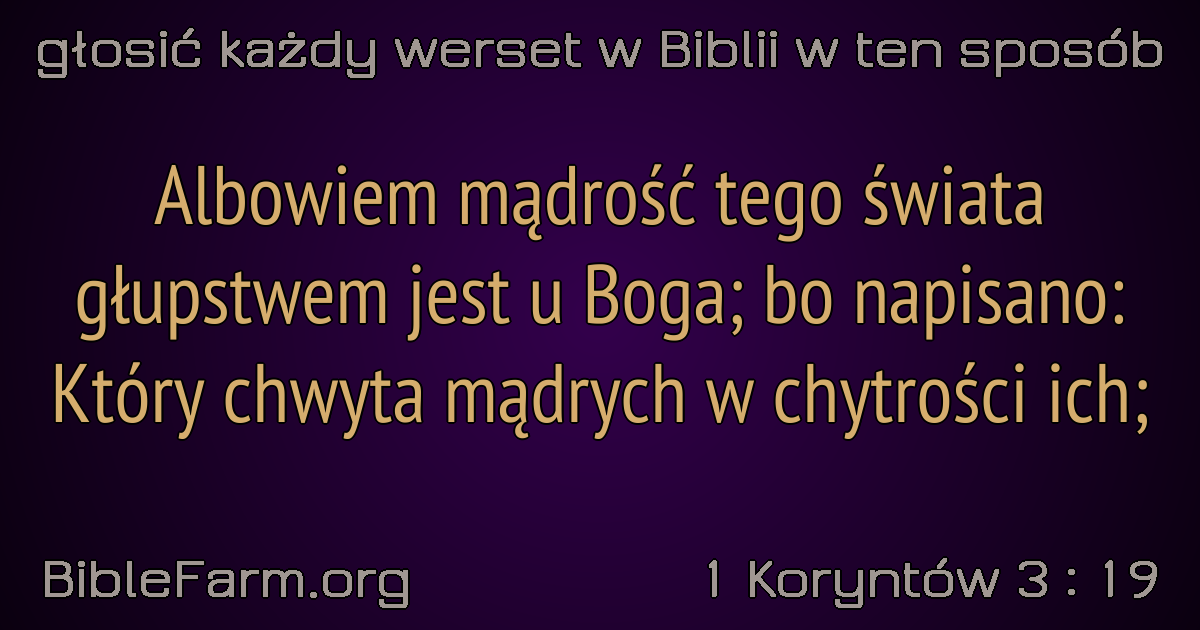 głosić każdy werset w Biblii w ten sposób
Albowiem mądrość tego świata
głupstwem jest u Boga; bo napisano:
Który chwyta mądrych w chytrości ich;
BibleFarm.org
1 Koryntów 3 : 19